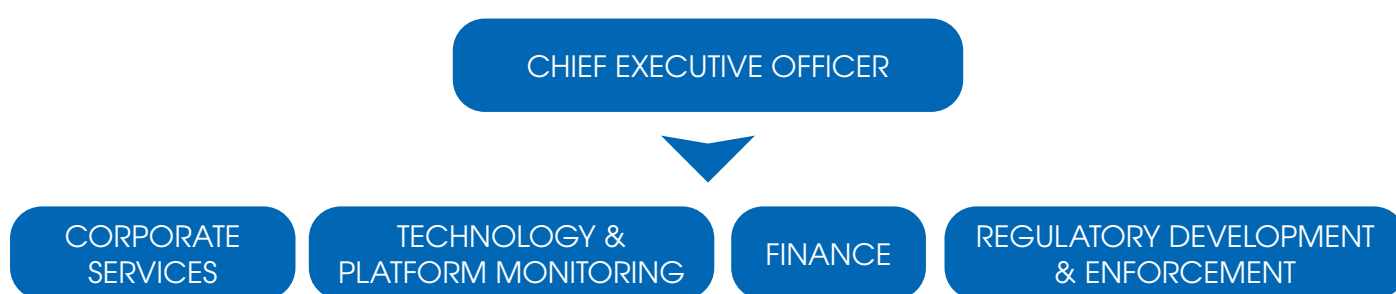 CHIEF EXECUTIVE OFFICER
CORPORATE
SERVICES
TECHNOLOGY &
PLATFORM MONITORING
FINANCE
REGULATORY DEVELOPMENT
& ENFORCEMENT